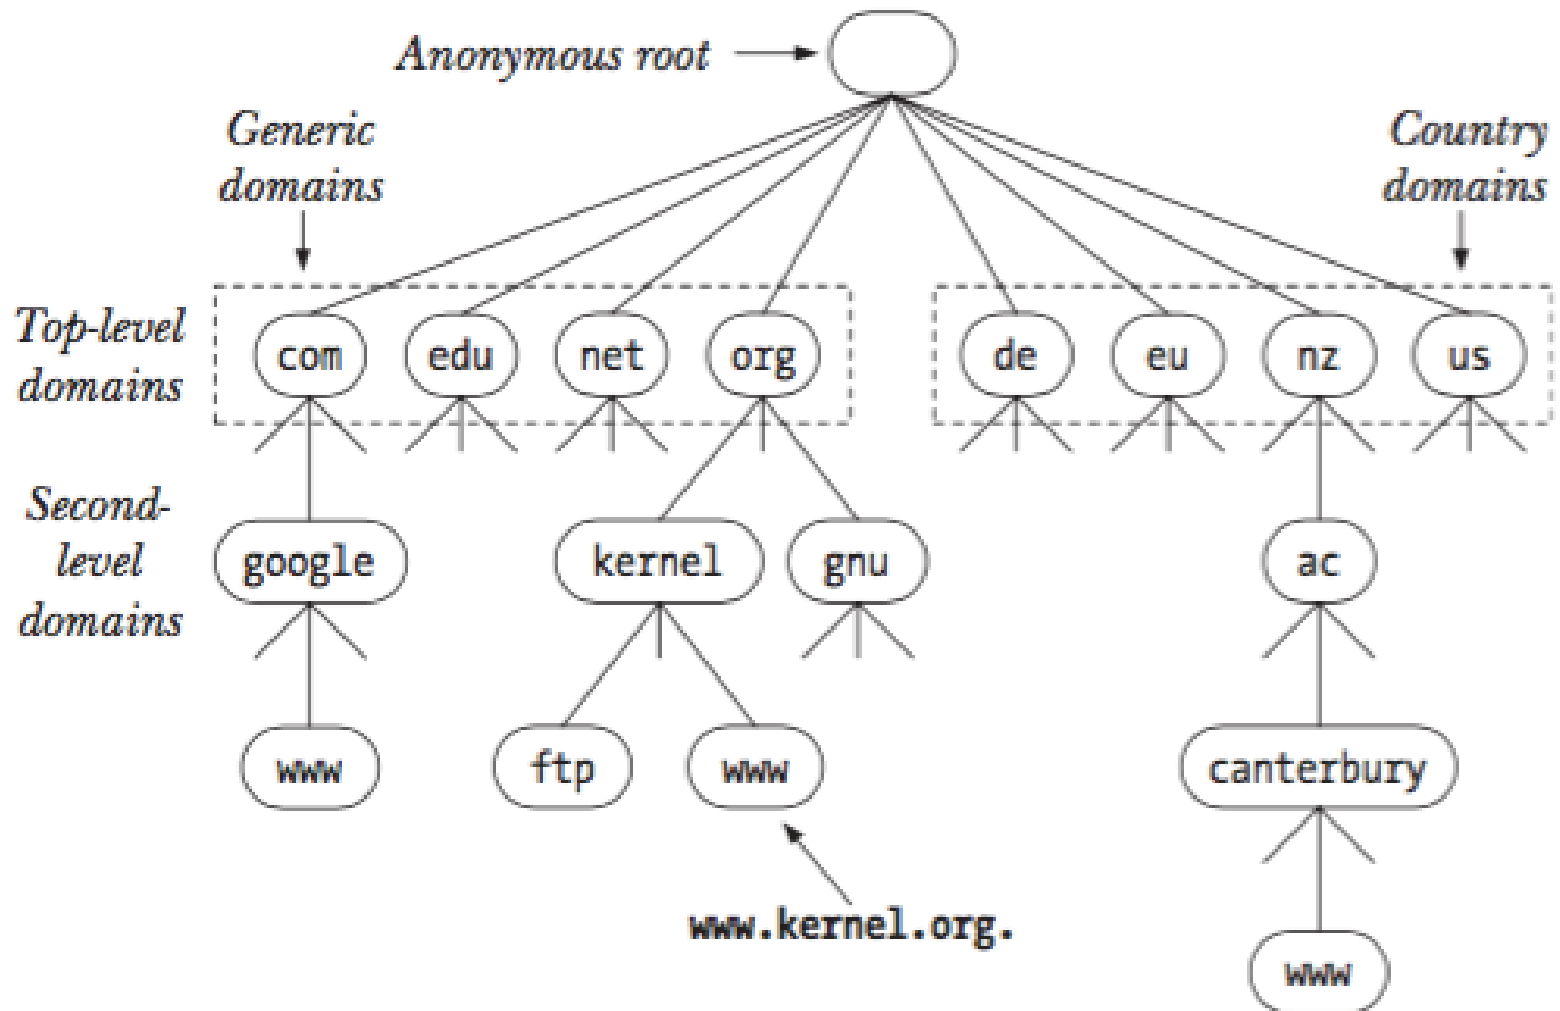 Anonymous root
Generic
domains
Country
domains
Top-level
domains
com
edu
net
org
de
eu
nz
us
Second-
level
domains
google
kernel
gnu
ac
www
ftp
www
canterbury
www.kernel.org.
www